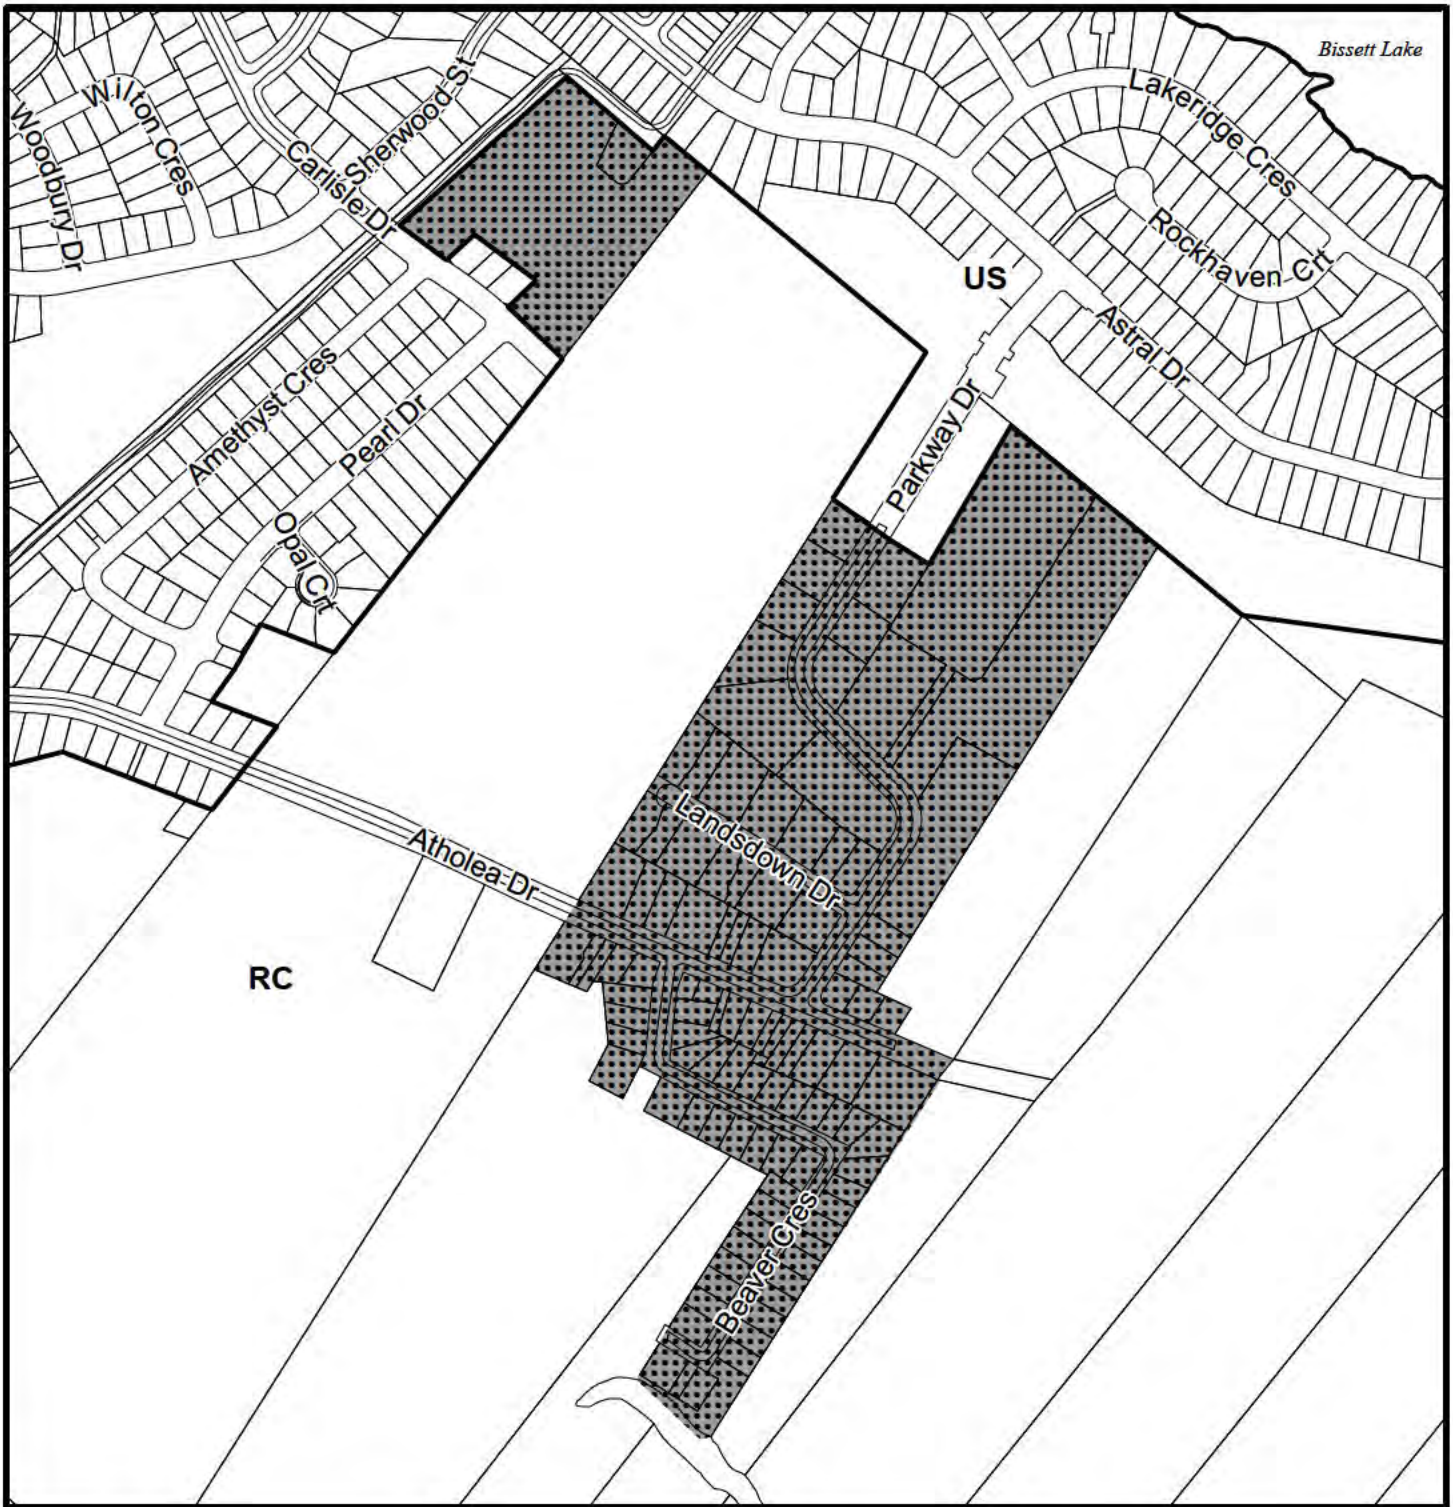 Bissett Lake
Wilton Cres
Woodbury Dr
Sherwood St
Carlisle Dr
Lakeridge Cres
Rockhaven Crt
US
Astral Dr
Amethyst Cres
Pearl Dr
Parkway Dr
Opal Crt
Landsdown Dr
Atholea Dr
RC
Beaver Cres